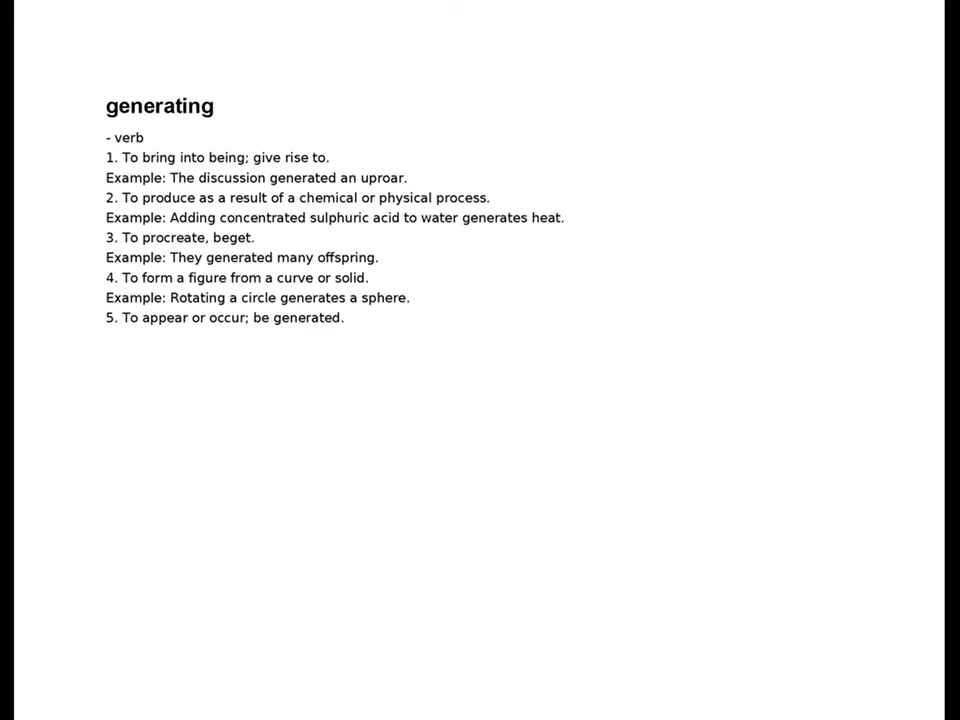 generating
- verb
1. To bring into being; give rise to.
Example: The discussion generated an uproar.
2. To produce as a result of a chemical or physical process.
Example: Adding concentrated sulphuric acid to water generates heat.
3. To procreate, beget.
Example: They generated many offspring.
4. To form a figure from a curve or solid.
Example: Rotating a circle generates a sphere.
5. To appear or occur; be generated.